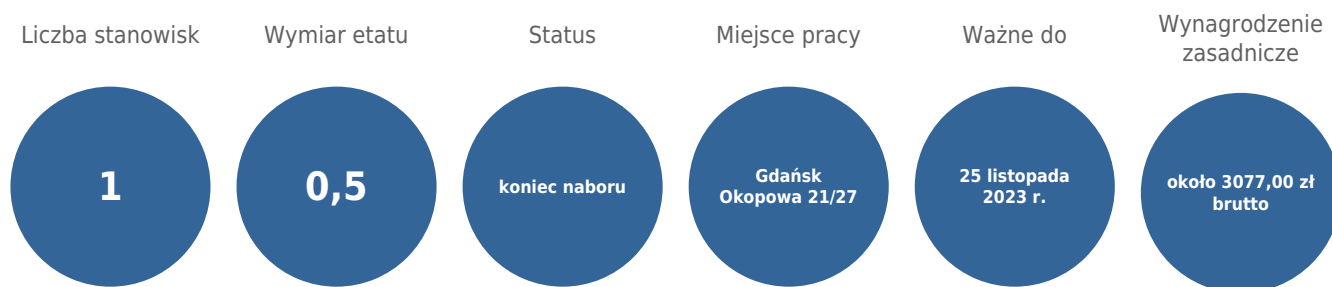 Liczba stanowisk
Wymiar etatu
Status
Miejsce pracy
Ważne do
Wynagrodzenie
zasadnicze
1
0,5
koniec naboru
Gdańsk
Okopowa 21/27
25 listopada
2023 r.
około 3077,00 zł
brutto